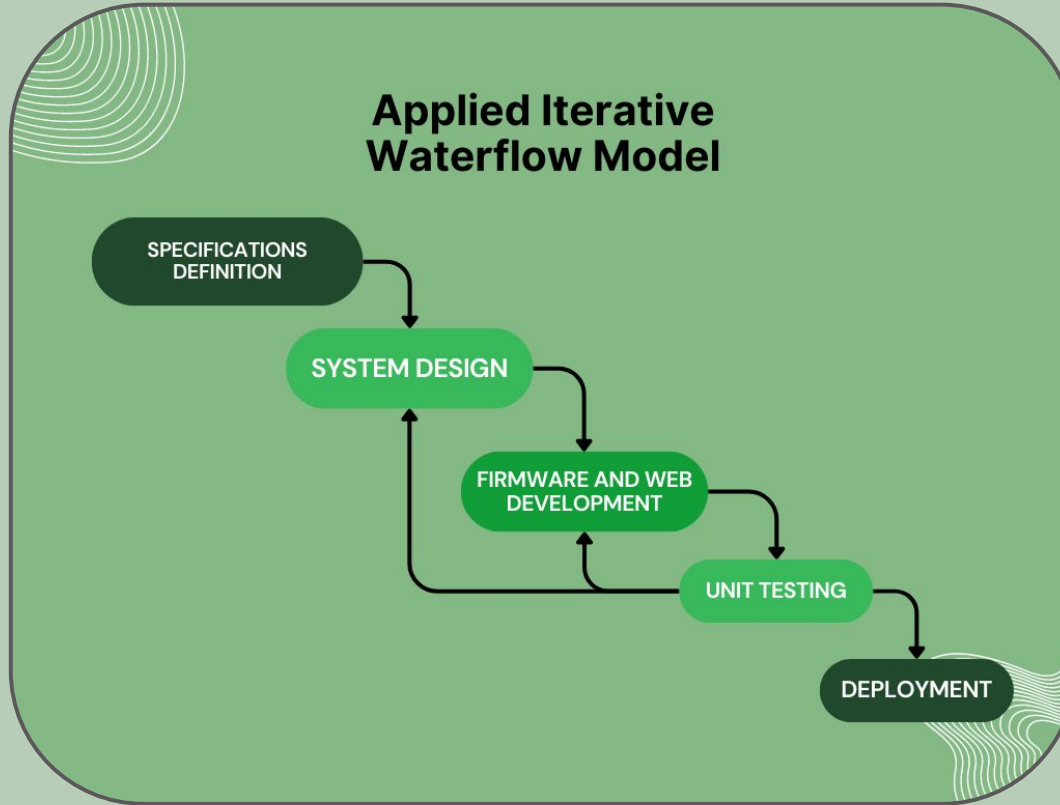 Applied Iterative
Waterflow Model
SPECIFICATIONS
DEFINITION
SYSTEM DESIGN
FIRMWARE AND WEB
DEVELOPMENT
UNIT TESTING
DEPLOYMENT